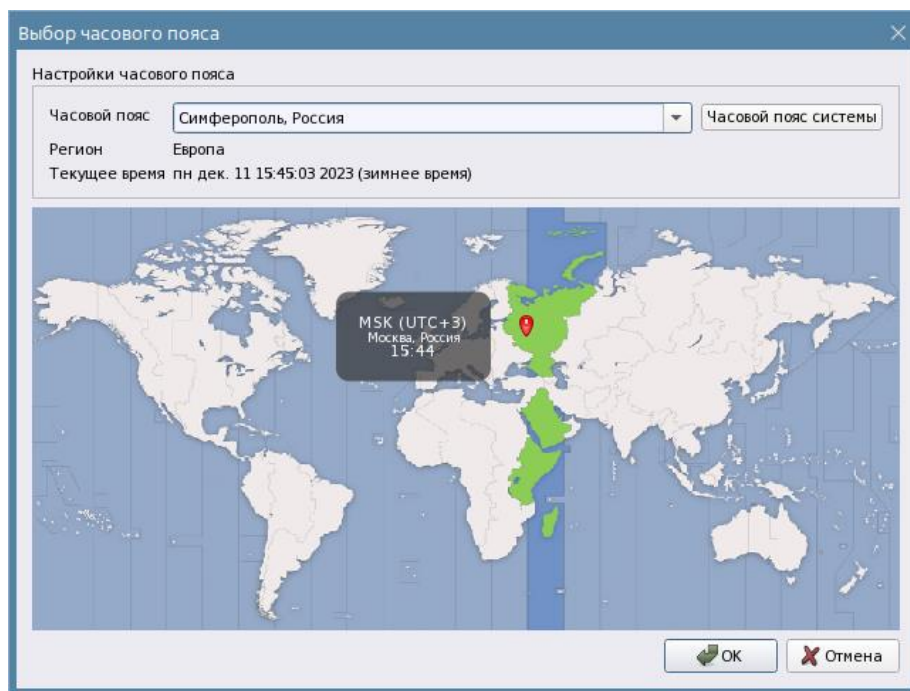 Выбор часового пояса
Настройки часового пояса
Часовой пояс Симферополь, Россия Часовой пояс системы
Регион Европа
Текущее время пн дек. 11 15:45:03 2023 (зимнее время)
MSK (UTC+3)
Москва, Россия
15:44
ОК Отмена